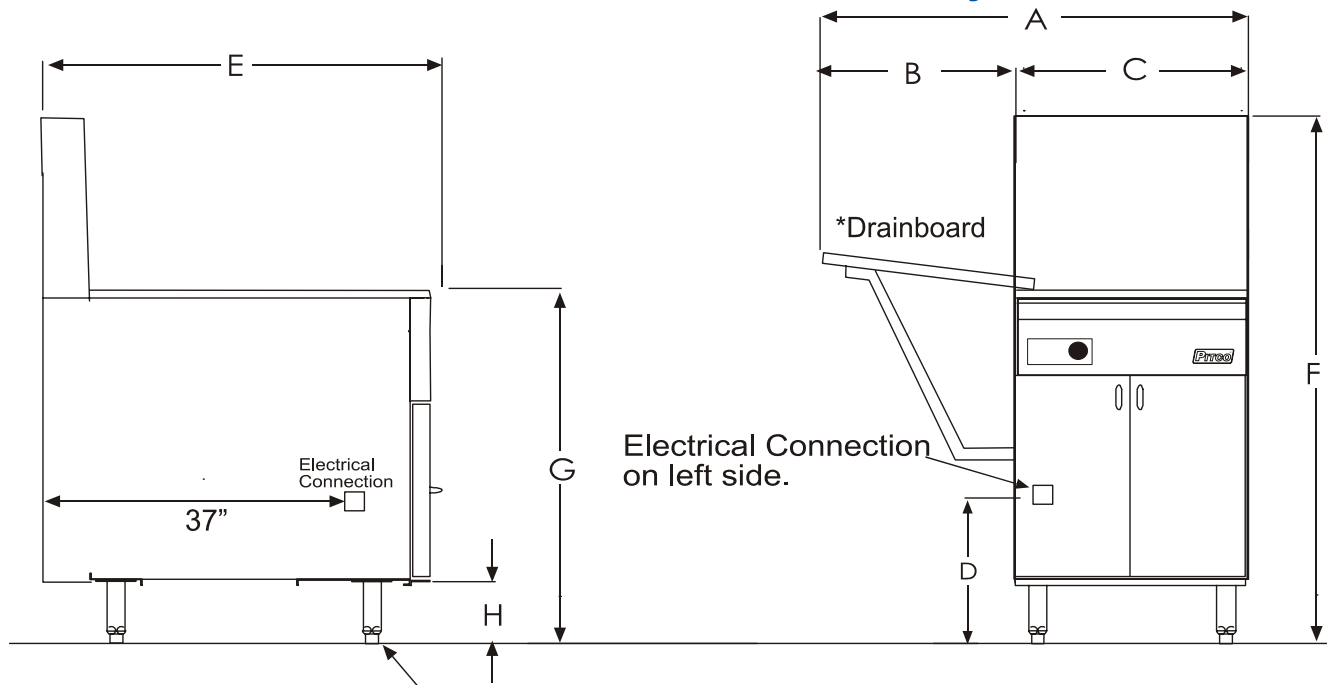 A
E
B
C
*Drainboard
PITCO
F
Electrical Connection
on left side.
G
Electrical
Connection
37”
D
H